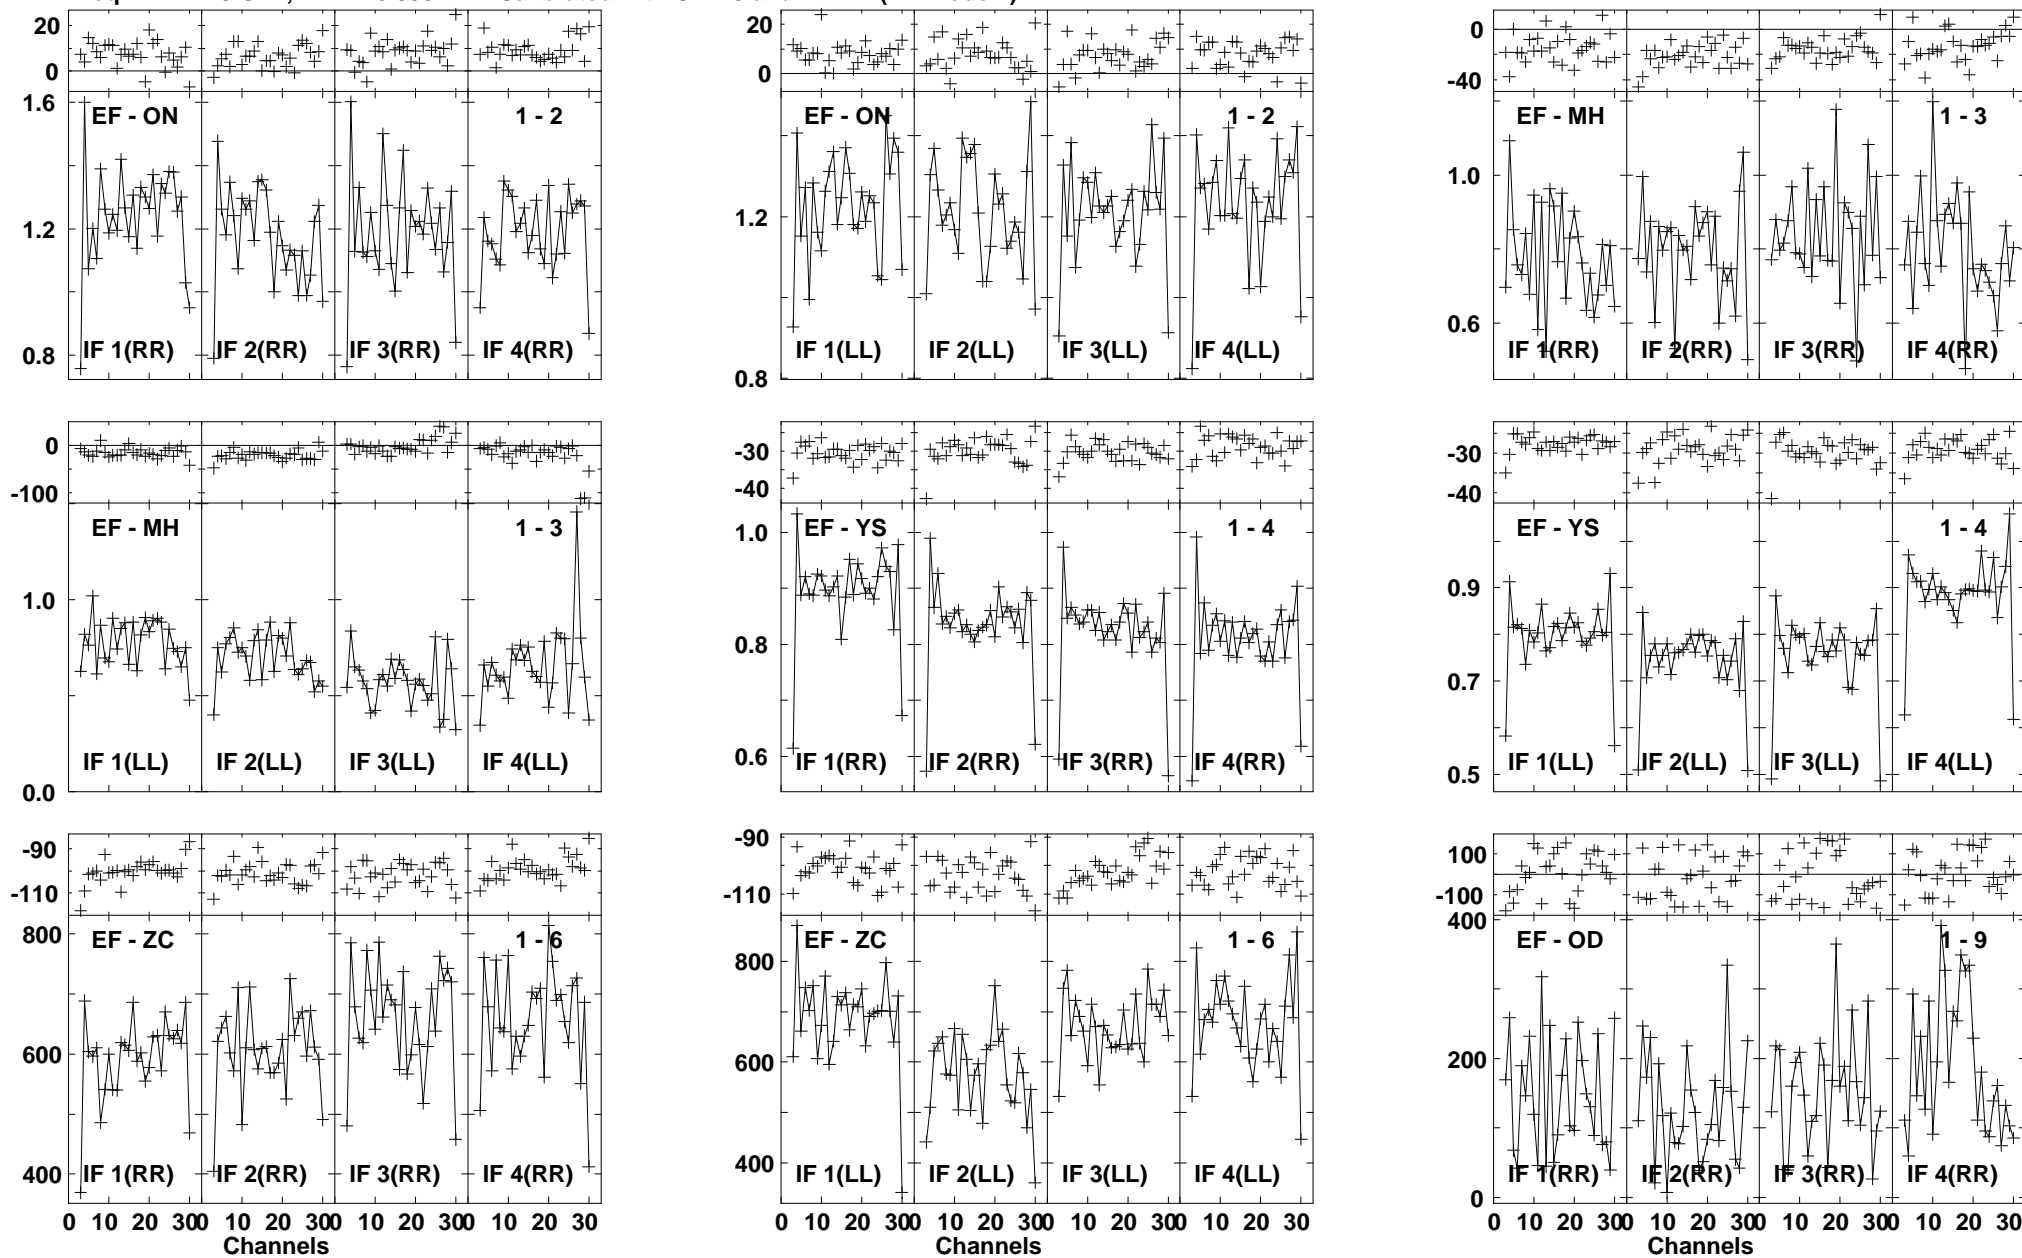 20 10 0 20 10 0 0 -40
1.6 EF - ON 1 - 2 EF - ON 1 - 2 EF - MH 1 - 3
1.2 1.2 1.0
0.6
0.8 IF 1(RR) IF 2(RR) IF 3(RR) IF 4(RR) IF 1(LL) IF 2(LL) IF 3(LL) IF 4(LL) IF 1(RR) IF 2(RR) IF 3(RR) IF 4(RR)
0.8
0 -100 -30 -40 -30 -40
EF - MH 1 - 3 1.0 EF - YS 1 - 4 EF - YS 1 - 4
1.0 0.8 0.9
0.7
IF 1(LL) IF 2(LL) IF 3(LL) IF 4(LL) 0.6 IF 1(RR) IF 2(RR) IF 3(RR) IF 4(RR) 0.5 IF 1(LL) IF 2(LL) IF 3(LL) IF 4(LL)
0.0
-90 -110 -90 -110 100 -100
800 EF - ZC 1 - 6 800 EF - ZC 1 - 6 400 EF - OD 1 - 9
600 600 200
400 IF 1(RR) IF 2(RR) IF 3(RR) IF 4(RR) 400 IF 1(LL) IF 2(LL) IF 3(LL) IF 4(LL) 0 IF 1(RR) IF 2(RR) IF 3(RR) IF 4(RR)
0 10 20 30 0 10 20 30 0 10 20 30 0 10 20 0 10 20 30 0 10 20 30 0 10 20 30 0 10 20 0 10 20 30 0 10 20 30 0 10 20 30 0 10 20
Channels Channels Channels